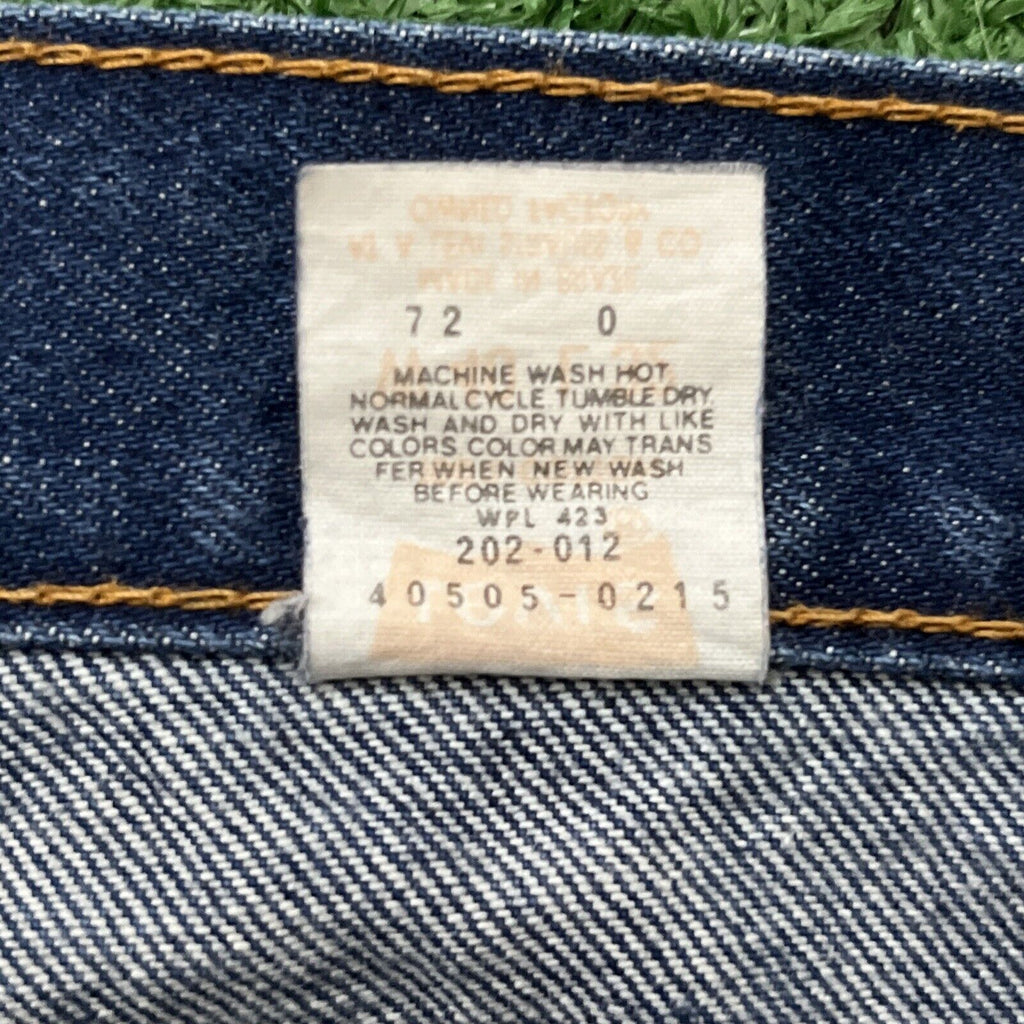 72 0
MACHINE WASH HOT
NORMAL CYCLE TUMBLE DRY
WASH AND DRY WITH LIKE
COLORS COLOR MAY TRANS
FER WHEN NEW WASH
BEFORE WEARING
WPL 423
202-012
40505-0215